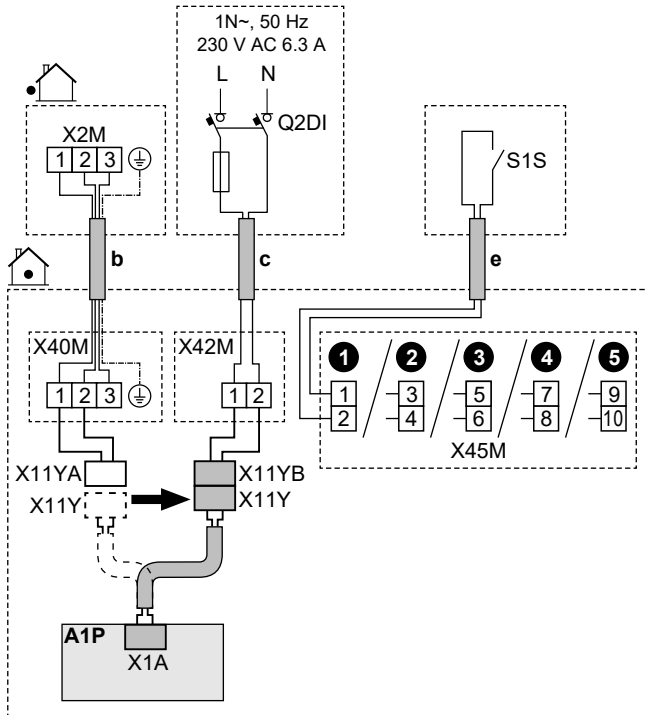 1N~, 50 Hz
230 V AC 6.3 A
L N
Q2DI
X2M
1 2 3
S1S
b
c
e
X40M
1 2 3
X42M
1 2
1 2 3 4 5
1 3 5 7 9
2 4 6 8 10
X45M
X11YA
X11YB
X11Y
X11Y
A1P
X1A